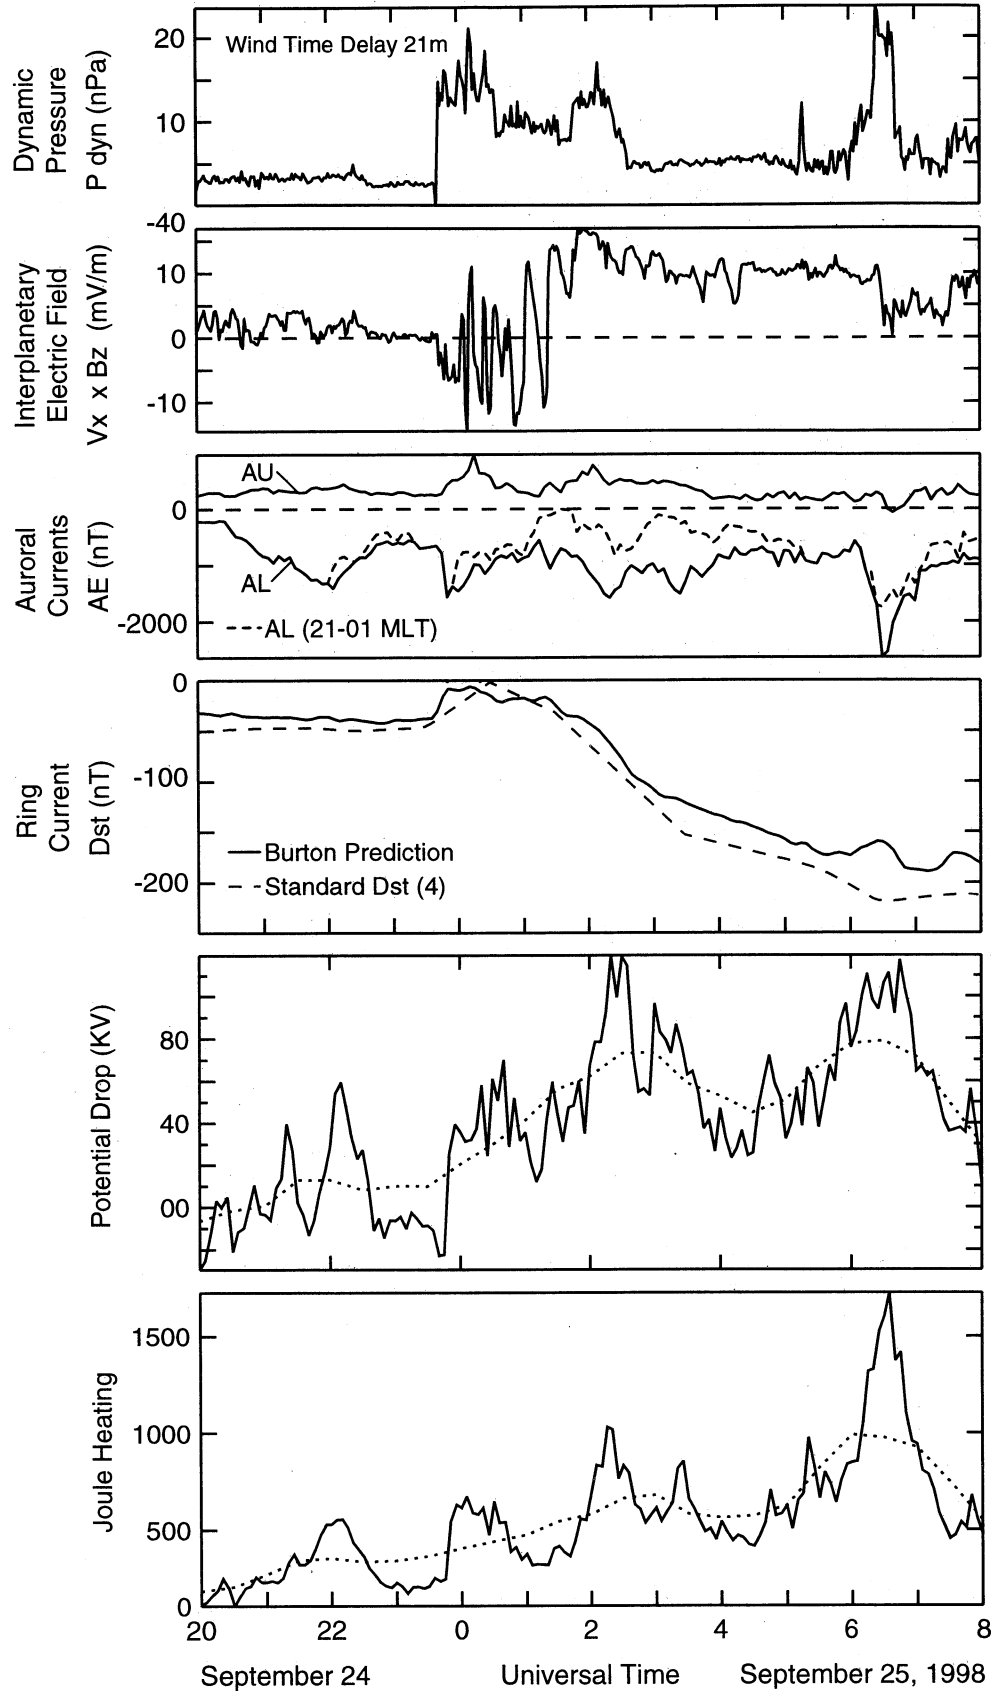 Dynamic
Pressure
P dyn (nPa)
20
10
Wind Time Delay 21m
Interplanetary
Electric Field
Vx x Bz (mV/m)
-40
10
0
-10
Auroral
Currents
AE (nT)
0
-2000
AU
AL
AL (21-01 MLT)
Ring
Current
Dst (nT)
0
-100
-200
Burton Prediction
Standard Dst (4)
Potential Drop (KV)
80
40
00
Joule Heating
1500
1000
500
0
20 22 0 2 4 6 8
September 24 Universal Time September 25, 1998